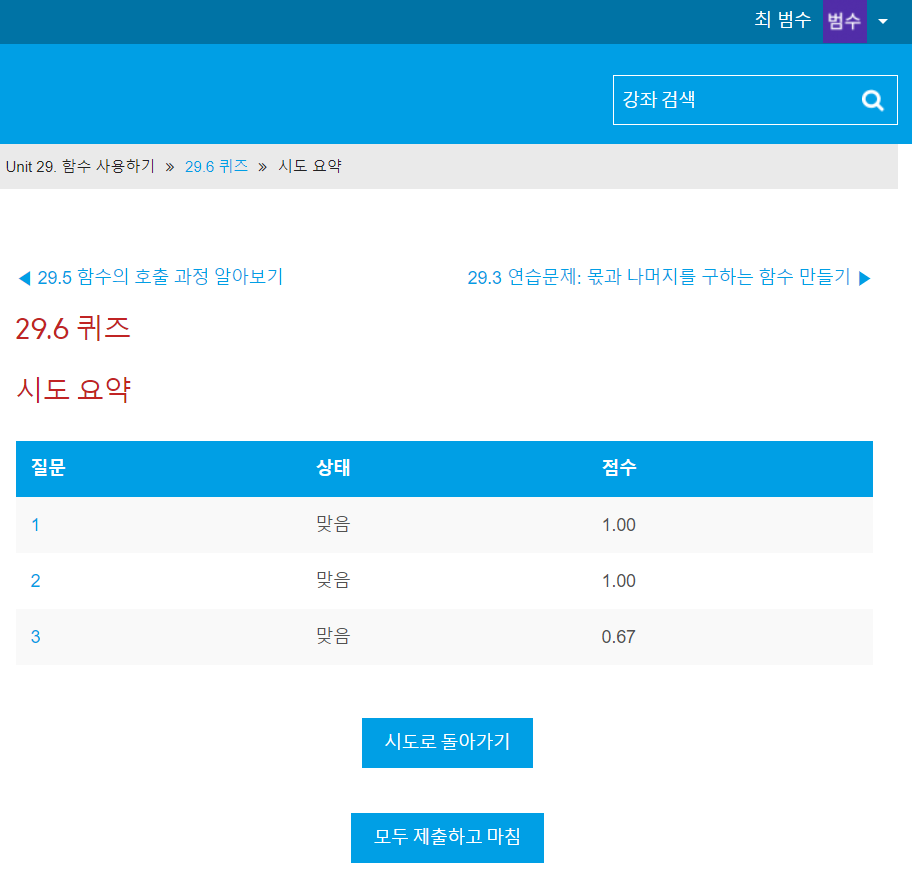 최 범수 범수
강좌 검색
Unit 29. 함수 사용하기 » 29.6 퀴즈 » 시도 요약
◀ 29.5 함수의 호출 과정 알아보기 29.3 연습문제: 몫과 나머지를 구하는 함수 만들기 ▶
29.6 퀴즈
시도 요약
질문 상태 점수
1 맞음 1.00
2 맞음 1.00
3 맞음 0.67
시도로 돌아가기
모두 제출하고 마침